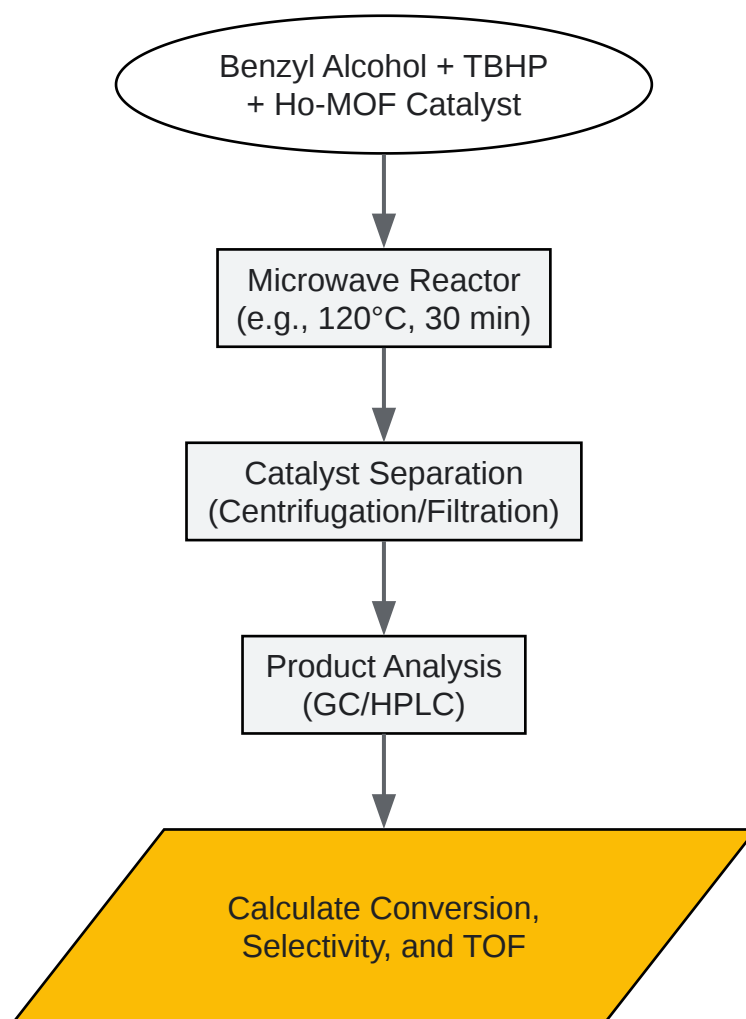 Benzyl Alcohol + TBHP
+ Ho-MOF Catalyst
Microwave Reactor
(e.g., 120°C, 30 min)
Catalyst Separation
(Centrifugation/Filtration)
Product Analysis
(GC/HPLC)
Calculate Conversion,
Selectivity, and TOF